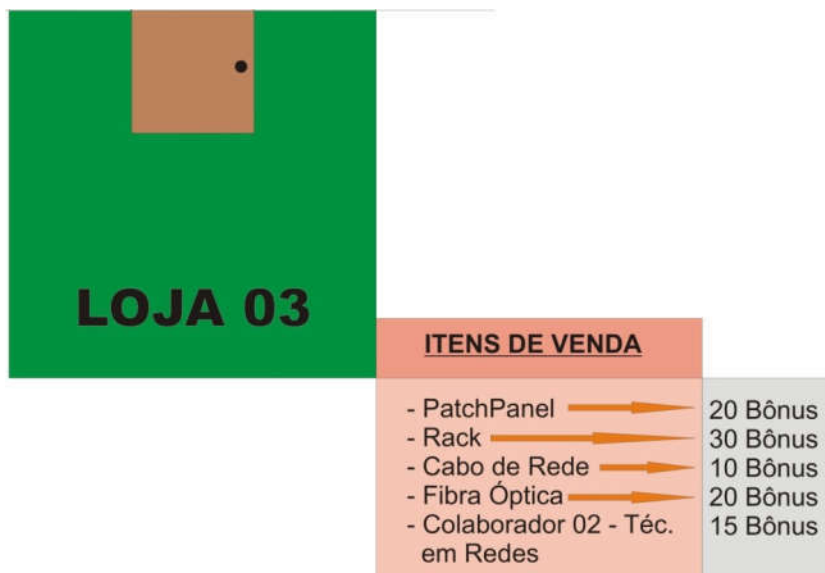 LOJA 03
ITENS DE VENDA
- PatchPanel 20 Bônus
- Rack 30 Bônus
- Cabo de Rede 10 Bônus
- Fibra Óptica 20 Bônus
- Colaborador 02 - Téc. 15 Bônus
em Redes